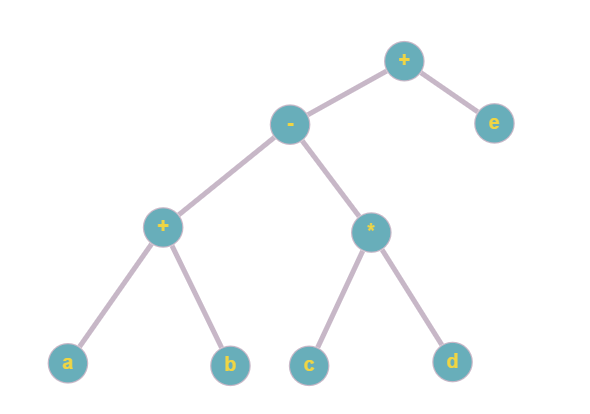 +
- e
+ *
a b c d